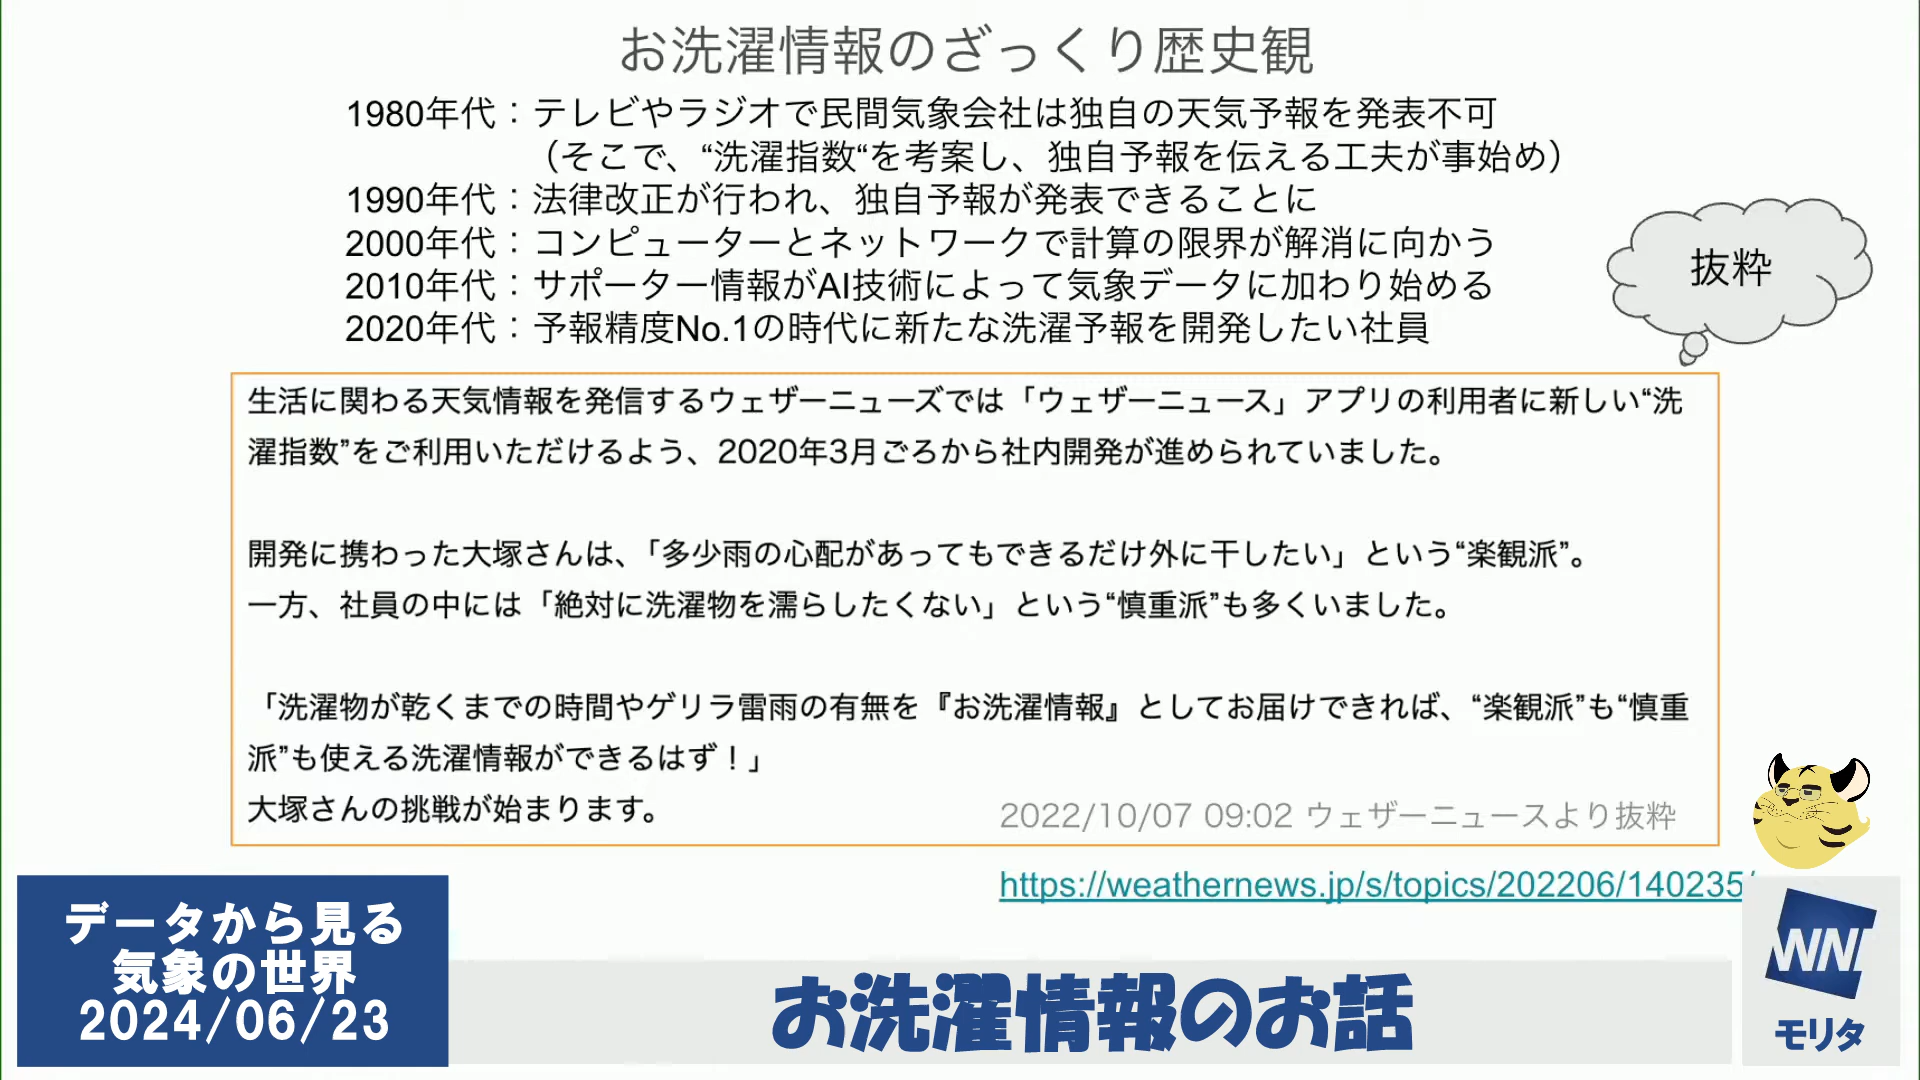 お洗濯情報のざっくり歴史観
1980年代：テレビやラジオで民間気象会社は独自の天気予報を発表不可
（そこで、“洗濯指数“を考案し、独自予報を伝える工夫が事始め）
1990年代：法律改正が行われ、独自予報が発表できることに
2000年代：コンピューターとネットワークで計算の限界が解消に向かう
2010年代：サポーター情報がAI技術によって気象データに加わり始める
2020年代：予報精度No.1の時代に新たな洗濯予報を開発したい社員
抜粋
生活に関わる天気情報を発信するウェザーニューズでは「ウェザーニュース」アプリの利用者に新しい“洗
濯指数”をご利用いただけるよう、2020年3月ごろから社内開発が進められていました。
開発に携わった大塚さんは、「多少雨の心配があってもできるだけ外に干したい」という“楽観派”。
一方、社員の中には「絶対に洗濯物を濡らしたくない」という“慎重派”も多くいました。
「洗濯物が乾くまでの時間やゲリラ雷雨の有無を『お洗濯情報』としてお届けできれば、“楽観派”も“慎重
派”も使える洗濯情報ができるはず！」
大塚さんの挑戦が始まります。
2022/10/07 09:02 ウェザーニュースより抜粋
https://weathernews.jp/s/topics/202206/140235/
データから見る
気象の世界
2024/06/23
お洗濯情報のお話
WNI
モリタ